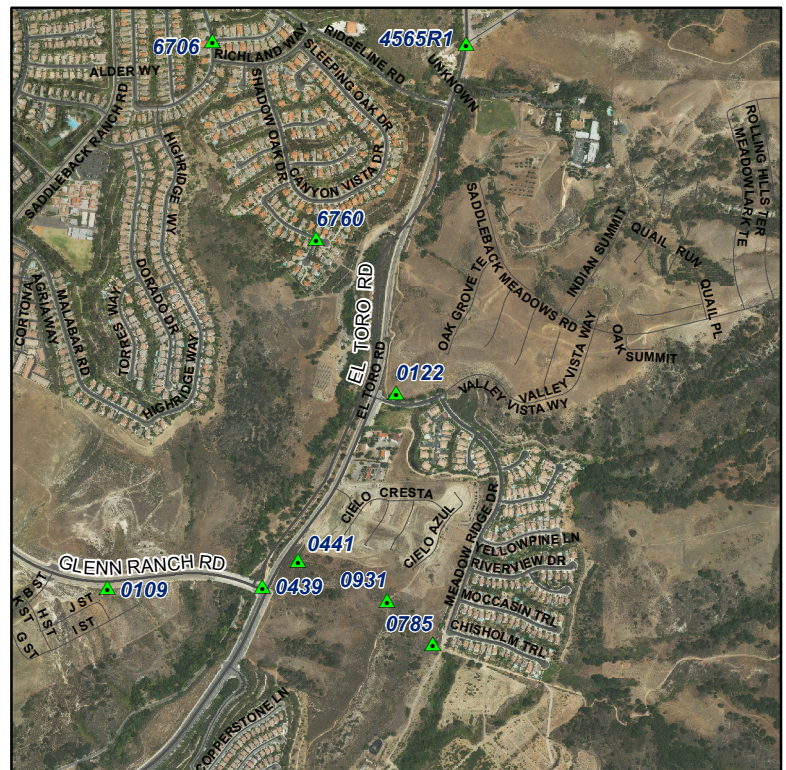 6706
RICHLAND WAY
RIDGELINE RD
4565R1
UNKNOWN
ALDER WY
SLEEPING OAK DR
SADDLEBACK RANCH RD
SHADOW OAK DR
HIGHRIDGE WY
CANYON VISTA DR
ROLLING HILLS TER
MEADOWLARK TE
6760
SADDLEBACK MEADOWS RD
INDIAN SUMMIT
QUAIL RUN
QUAIL PL
OAK GROVE TE
OAK SUMMIT
CORTONA
AGRIA WAY
MALABAR RD
TORRES WAY
DORADO DR
HIGHRIDGE WAY
HIGHRIDGE WAY
EL TORO RD
EL TORO RD
0122
VALLEY VISTA WAY
VALLEY VISTA WY
CIELO CRESTA
CIELO AZUL
MEADOW RIDGE DR
YELLOWPINE LN
RIVERVIEW DR
MOCCASIN TRL
CHISHOLM TRL
GLENN RANCH RD
0441
0109
0439
0931
0785
B ST
K ST
H ST
J ST
I ST
G ST
COPPERSTONE LN